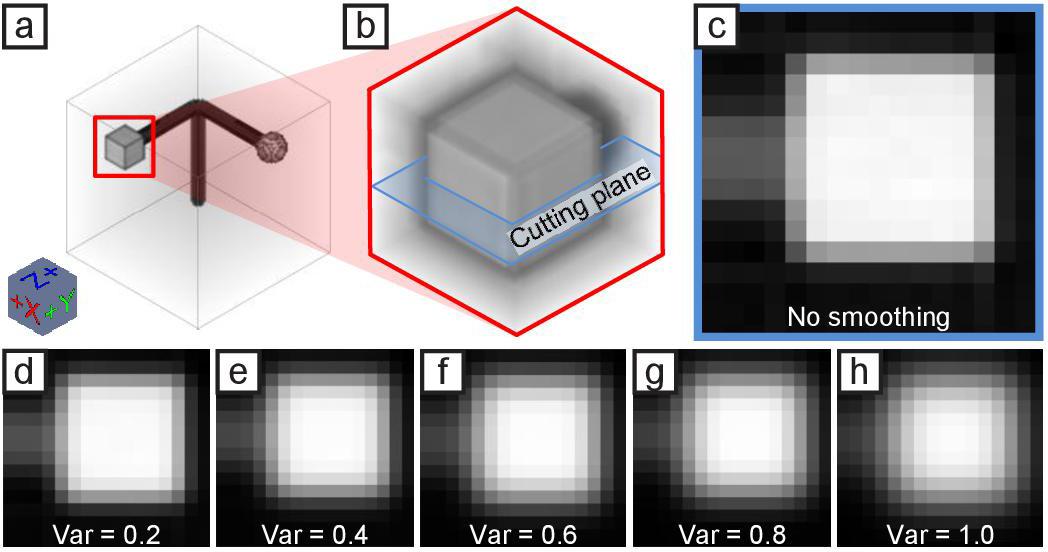 a
b
c
Cutting plane
Z+
+X
+Y
No smoothing
d
e
f
g
h
Var = 0.2
Var = 0.4
Var = 0.6
Var = 0.8
Var = 1.0